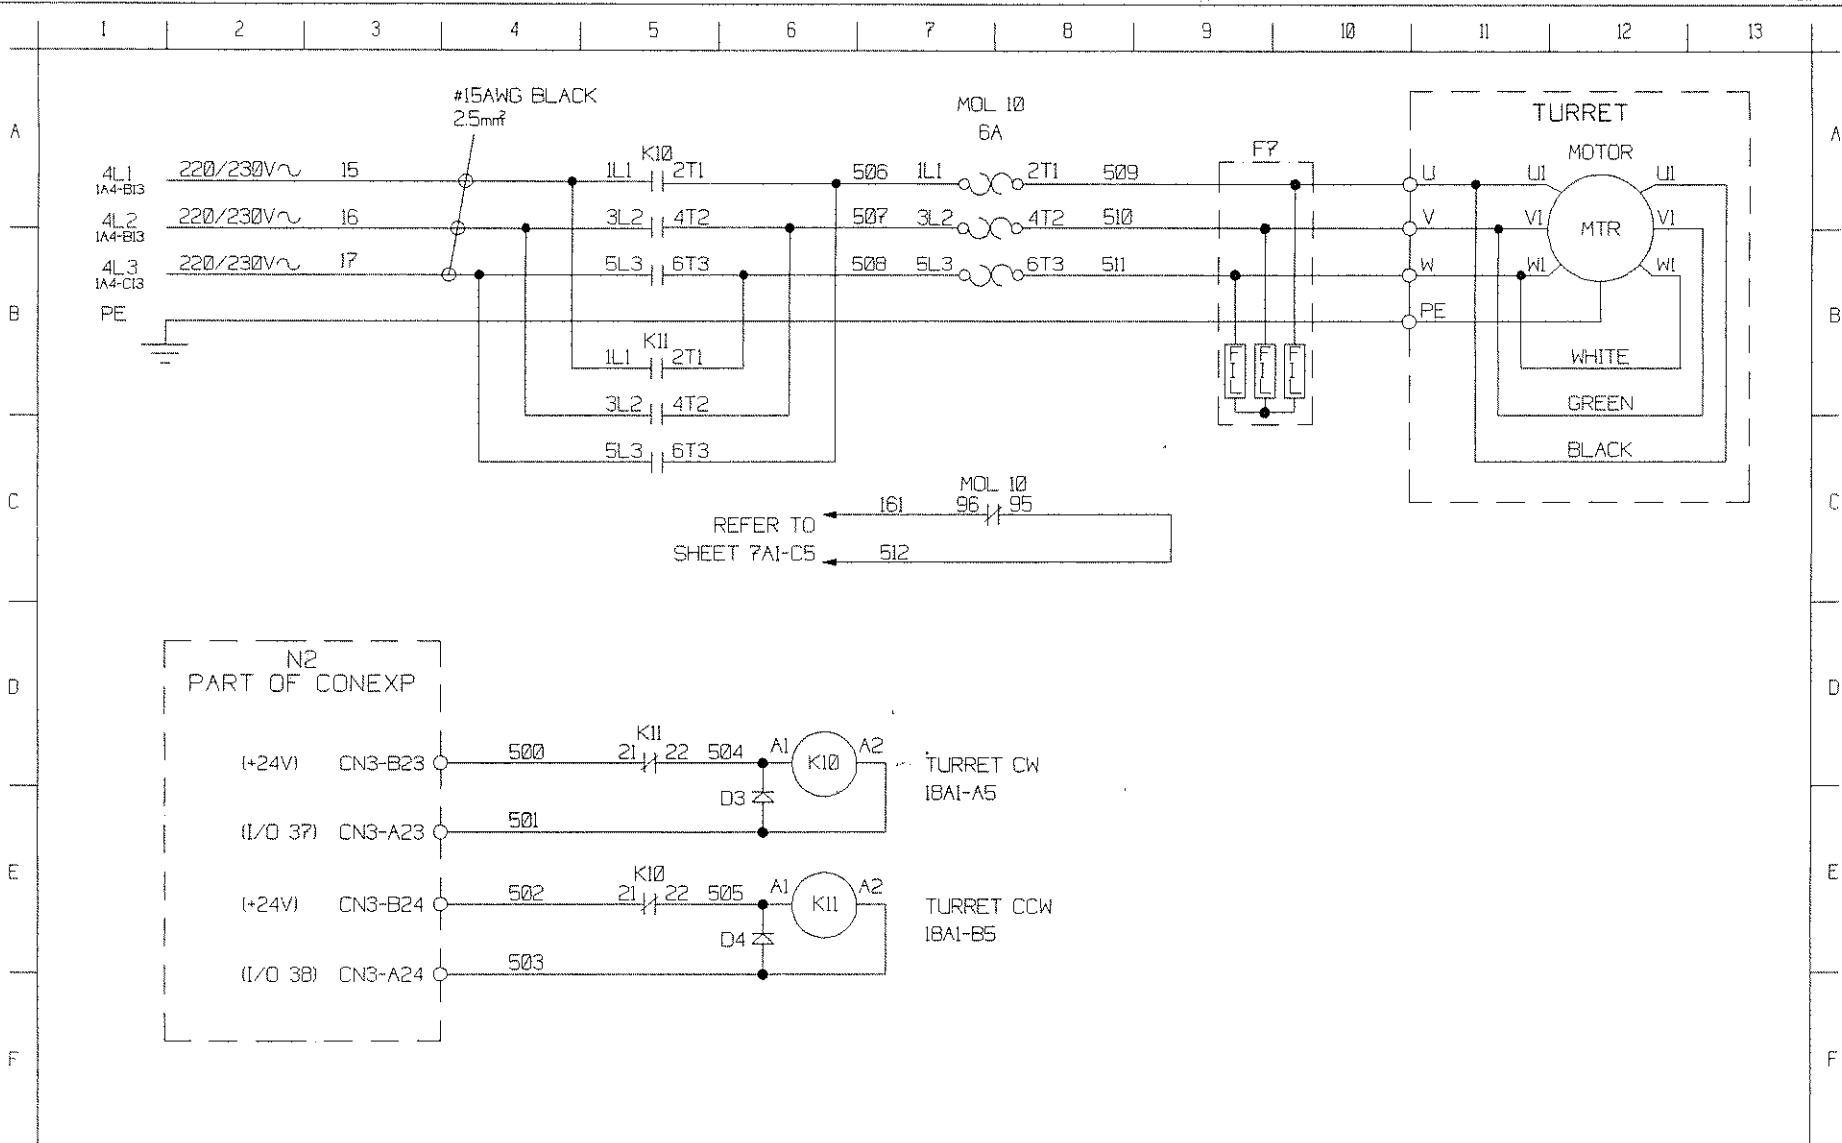 1 2 3 4 5 6 7 8 9 10 11 12 13
#15AWG BLACK
2.5mm²
MOL 10
6A
TURRET
A A
K10
F7
MOTOR
4L1 220/230V~ 15 1L1 2T1 506 1L1 2T1 509 U U1 U1
1A4-B13
4L2 220/230V~ 16 3L2 4T2 507 3L2 4T2 510 V V1 MTR V1
1A4-B13
4L3 220/230V~ 17 5L3 6T3 508 5L3 6T3 511 W W1 W1
1A4-C13
B PE PE B
K11
1L1 2T1 FIL FIL FIL WHITE
3L2 4T2 GREEN
5L3 6T3 BLACK
MOL 10
C 161 96 95 C
REFER TO
SHEET 7A1-C5 512
N2
D PART OF CONEXP D
K11
(+24V) CN3-B23 500 21 22 504 A1 K10 A2 TURRET CW
D3 18A1-A5
(I/O 37) CN3-A23 501
E K10 E
(+24V) CN3-B24 502 21 22 505 A1 K11 A2 TURRET CCW
D4 18A1-B5
(I/O 38) CN3-A24 503
F F